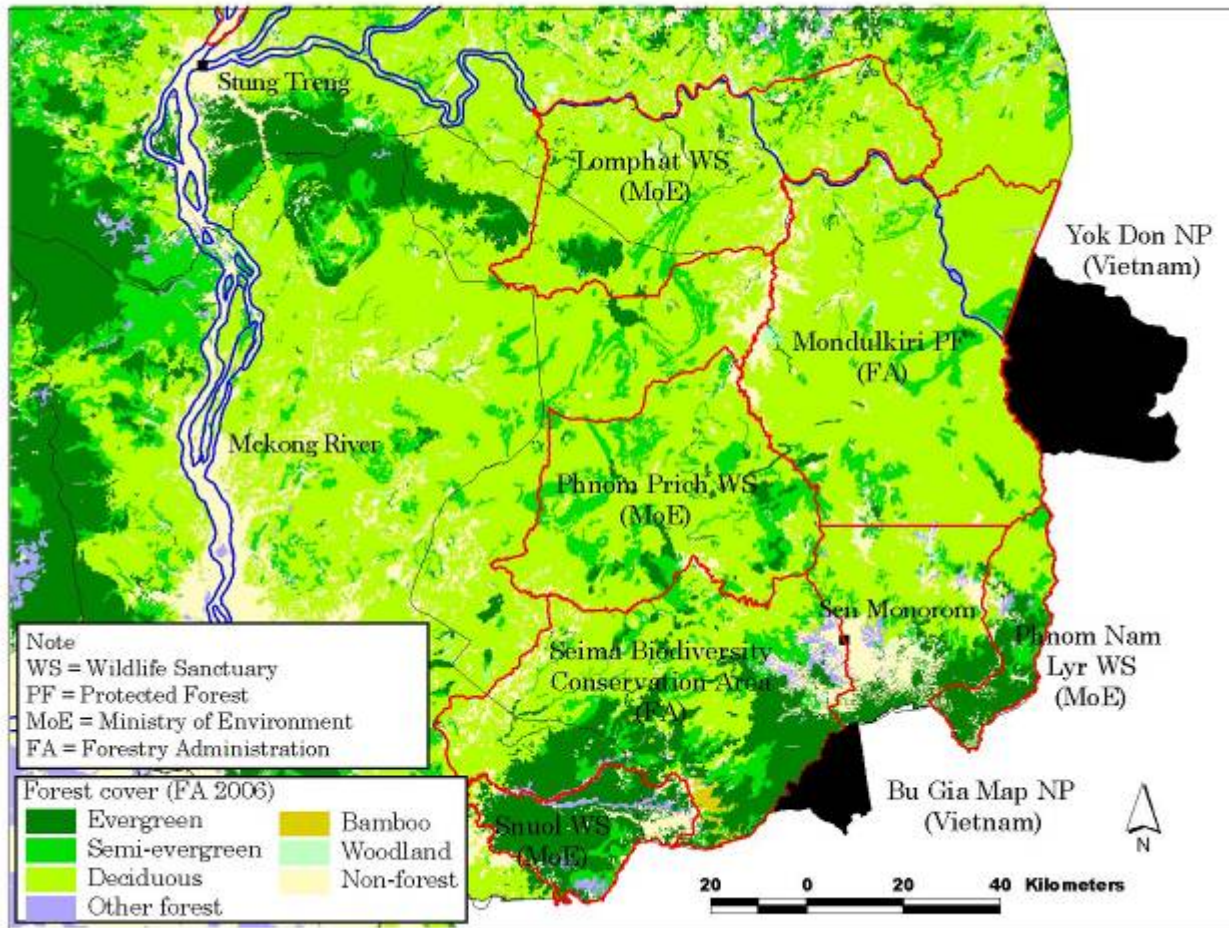 Stung Treng
Lomphat WS
(MoE)
Yok Don NP
(Vietnam)
Mondulkiri PF
(FA)
Mekong River
Phnom Prich WS
(MoE)
Sen Monorom
Seima Biodiversity
Conservation Area
(FA)
Phnom Nam
Lyr WS
(MoE)
Bu Gia Map NP
(Vietnam)
Snuol WS
(MoE)
Note
WS = Wildlife Sanctuary
PF = Protected Forest
MoE = Ministry of Environment
FA = Forestry Administration
Forest cover (FA 2006)
Evergreen
Semi-evergreen
Deciduous
Other forest
Bamboo
Woodland
Non-forest
N
20 0 20 40 Kilometers